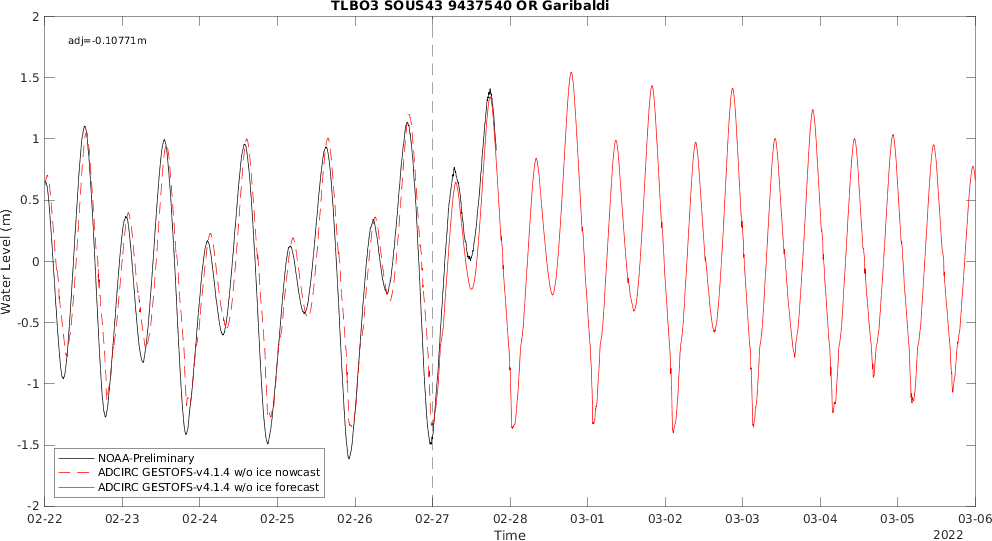 TLBO3 SOUS43 9437540 OR Garibaldi
adj=-0.10771m
2
1.5
1
0.5
0
-0.5
-1
-1.5
-2
Water Level (m)
NOAA-Preliminary
ADCIRC GESTOFS-v4.1.4 w/o ice nowcast
ADCIRC GESTOFS-v4.1.4 w/o ice forecast
02-22 02-23 02-24 02-25 02-26 02-27 02-28 03-01 03-02 03-03 03-04 03-05 03-06
Time
2022